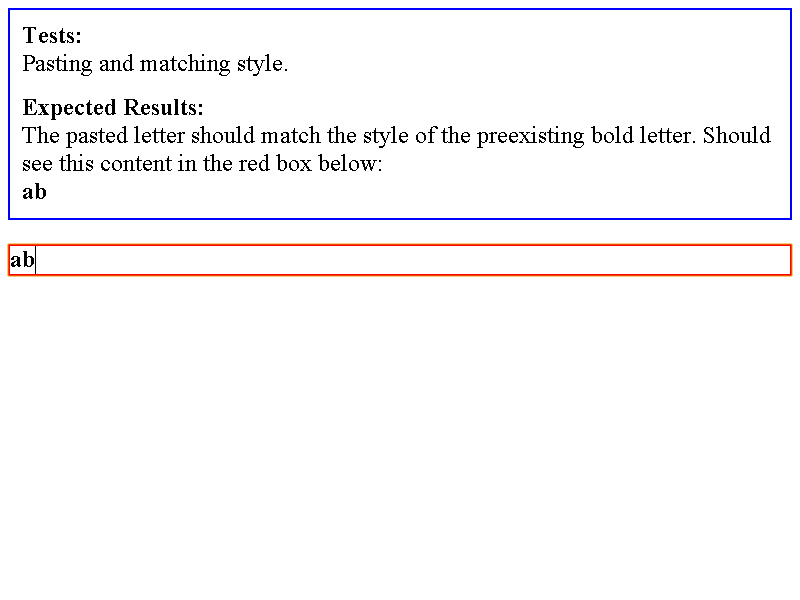 Tests:
Pasting and matching style.
Expected Results:
The pasted letter should match the style of the preexisting bold letter. Should
see this content in the red box below:
ab
ab